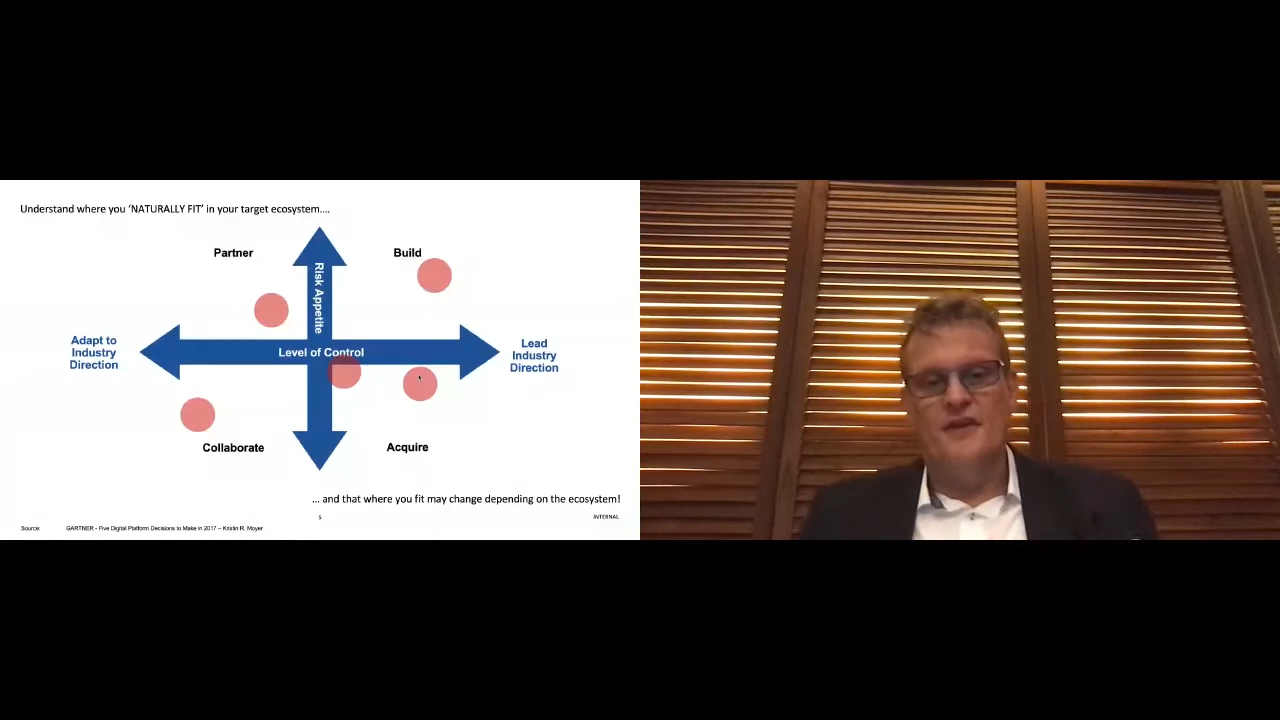 Understand where you ‘NATURALLY FIT’ in your target ecosystem....
Partner
Build
Risk Appetite
Adapt to
Industry
Direction
Level of Control
Lead
Industry
Direction
Collaborate
Acquire
... and that where you fit may change depending on the ecosystem!
5
INTERNAL
Source:
GARTNER - Five Digital Platform Decisions to Make in 2017 – Kristin R. Moyer